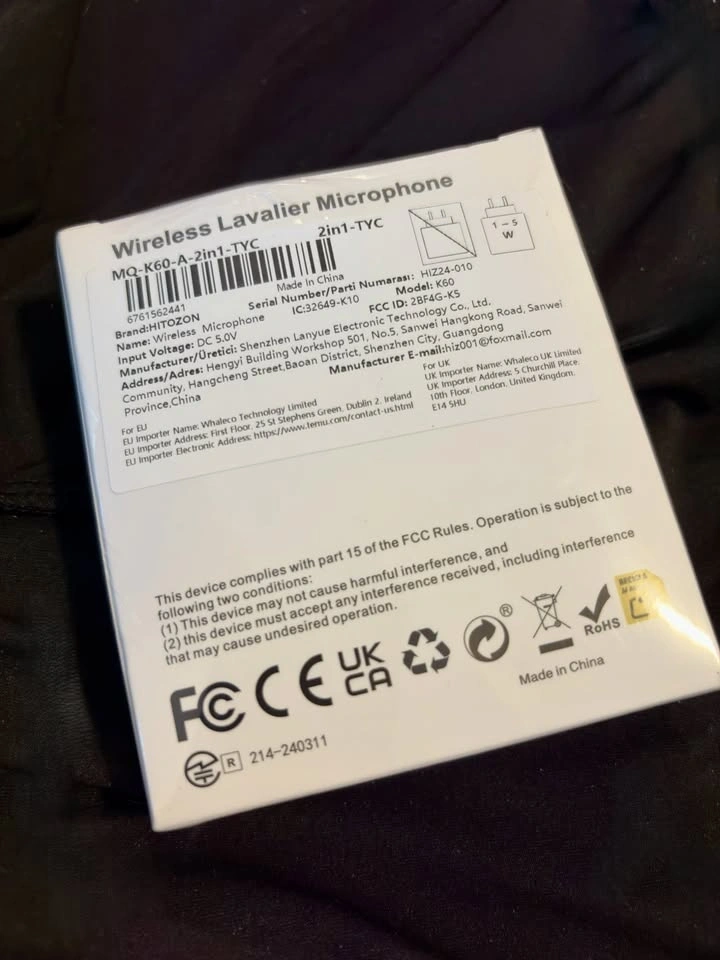 Wireless Lavalier Microphone
MQ-K60-A-2in1-TYC
2in1-TYC
1 – 5
W
6761562441
Made In China
Brand:HITOZON
Serial Number/Parti Numarası: HIZ24-010
Name: Wireless Microphone
IC:32649-K10
Model: K60
Input Voltage: DC 5.0V
FCC ID: 2BF4G-K5
Manufacturer/Üretici: Shenzhen Lanyue Electronic Technology Co., Ltd.
Address/Adres: Hengyi Building Workshop 501, No.5, Sanwei Hangkong Road, Sanwei
Community, Hangcheng Street,Baoan District, Shenzhen City, Guangdong
Province,China
Manufacturer E-mail:hiz001@foxmail.com
For EU
EU Importer Name: Whaleco Technology Limited
EU Importer Address: First Floor, 25 St Stephens Green, Dublin 2, Ireland
EU Importer Electronic Address: https://www.temu.com/contact-us.html
For UK
UK Importer Name: Whaleco UK Limited
UK Importer Address: 5 Churchill Place,
10th Floor, London, United Kingdom,
E14 5HU
This device complies with part 15 of the FCC Rules. Operation is subject to the
following two conditions:
(1) This device may not cause harmful interference, and
(2) this device must accept any interference received, including interference
that may cause undesired operation.
FC CE UK
CA
®
RoHS
Made in China
R 214-240311